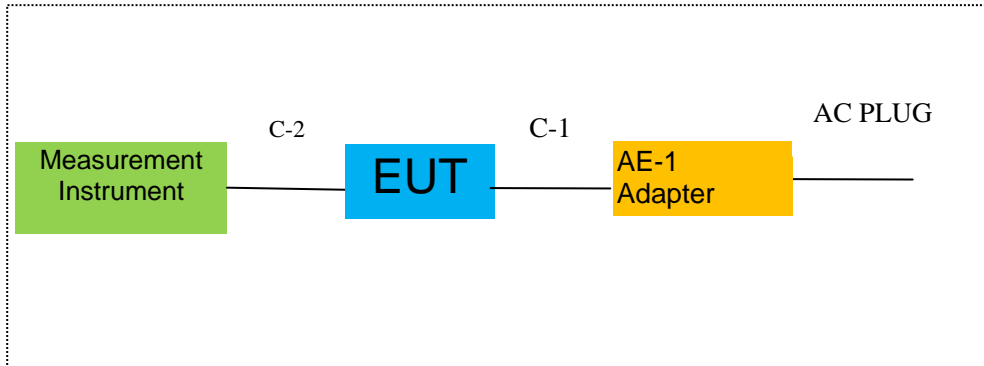 AC PLUG
C-2
C-1
Measurement
Instrument
EUT
AE-1
Adapter